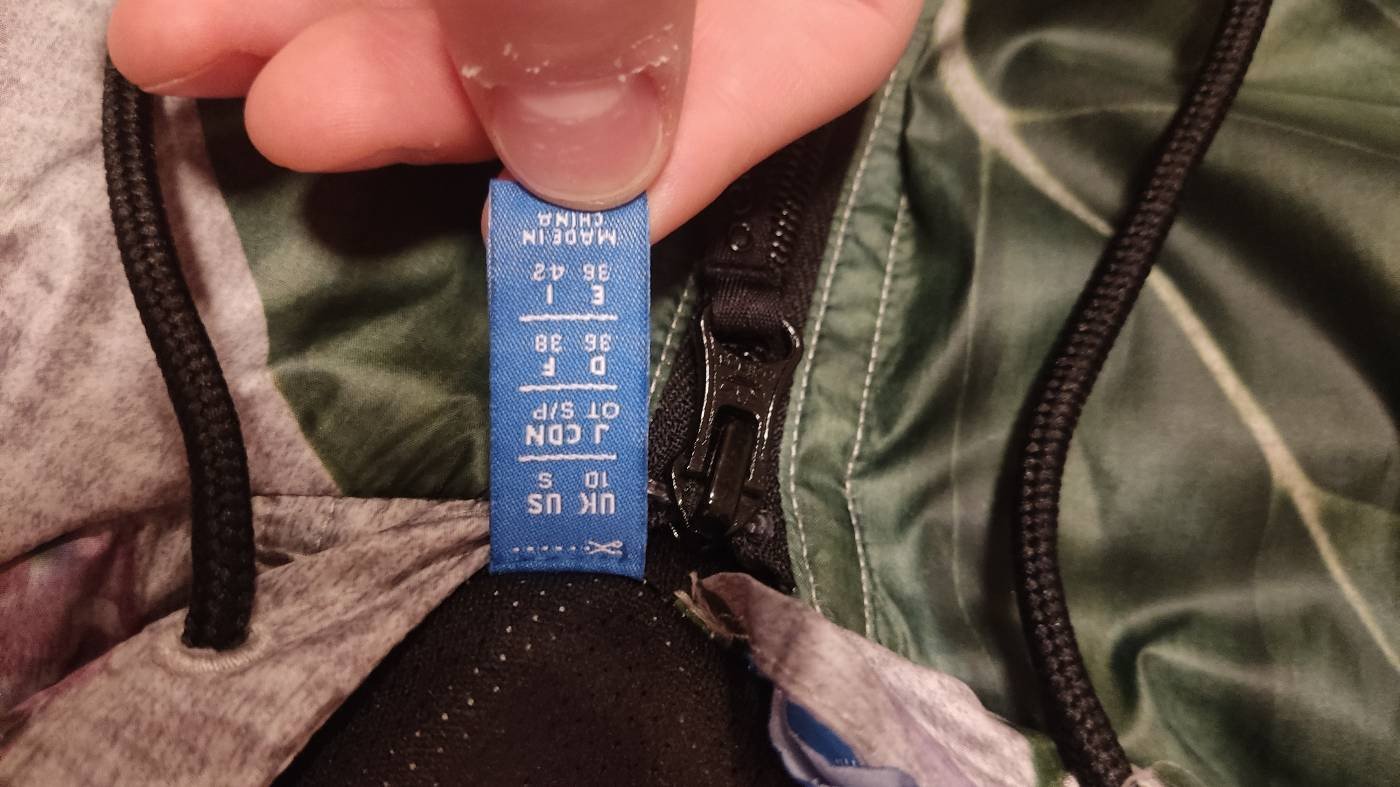 UK US
10 S
J CDN
OT S/P
D F
36 38
E I
36 42
MADE IN
CHINA